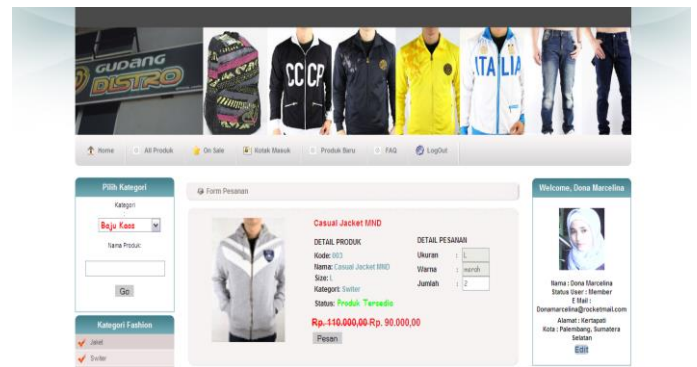 GUDANG
DISTRO
CCCP
ITALIA
Home
All Produk
On Sale
Kotak Masuk
Produk Baru
FAQ
LogOut
Pilih Kategori
Kategori
Baju Kaos
Nama Produk:
Go
Kategori Fashion
Jaket
Switer
Form Pesanan
Casual Jacket MND
DETAIL PRODUK
Kode: 003
Nama: Casual Jacket MND
Size: L
Kategori: Switer
Status: Produk Tersedia
Rp. 110.000,00 Rp. 90.000,00
Pesan
DETAIL PESANAN
Ukuran : L
Warna : merah
Jumlah : 2
Welcome, Dona Marcelina
Nama : Dona Marcelina
Status User : Member
E Mail :
Donamarcelina@rocketmail.com
Alamat : Kertapati
Kota : Palembang, Sumatera
Selatan
Edit